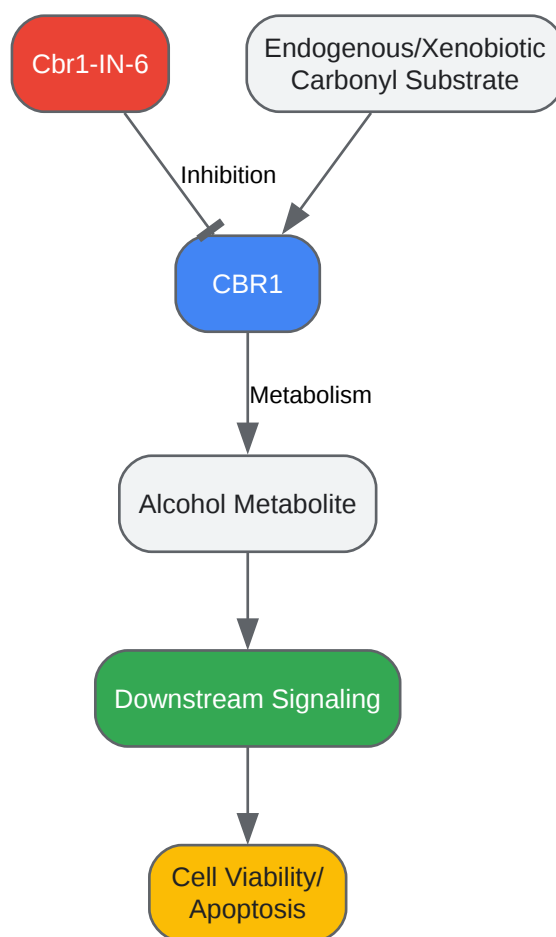 Cbr1-IN-6
Endogenous/Xenobiotic
Carbonyl Substrate
Inhibition
CBR1
Metabolism
Alcohol Metabolite
Downstream Signaling
Cell Viability/
Apoptosis